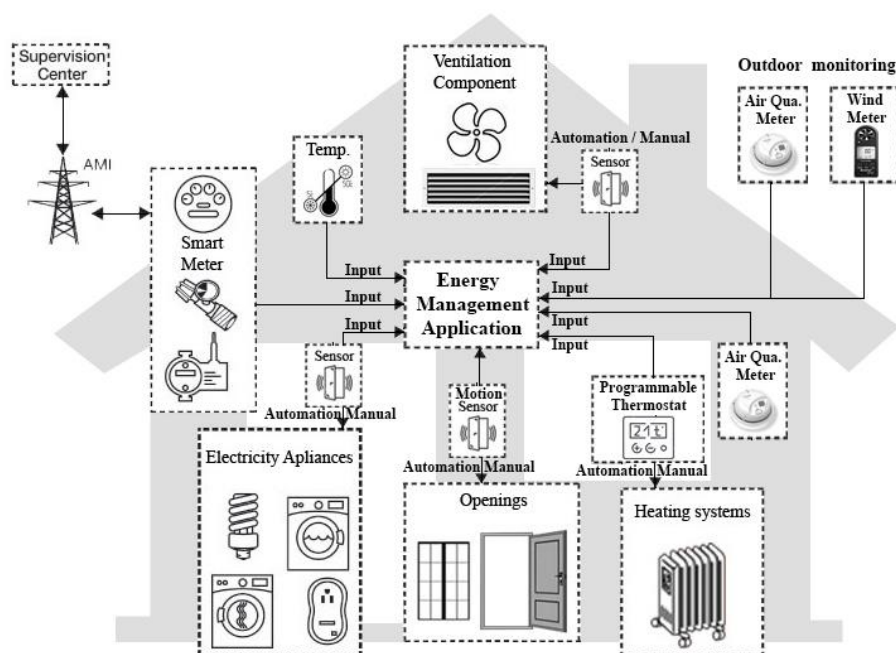 Supervision
Center
AMI
Smart
Meter
Temp.
Ventilation
Component
Automation / Manual
Sensor
Outdoor monitoring
Air Qua.
Meter
Wind
Meter
Input
Input
Input
Energy
Management
Application
Input
Input
Input
Input
Sensor
Automation Manual
Electricity Apliances
Motion
Sensor
Automation Manual
Openings
Programmable
Thermostat
Automation Manual
Heating systems
Air Qua.
Meter